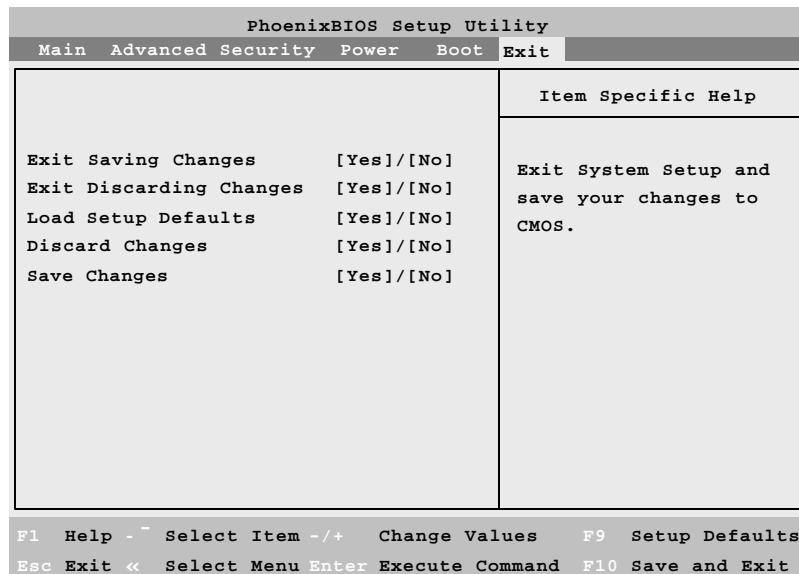 PhoenixBIOS Setup Utility
Main Advanced Security Power Boot Exit
Item Specific Help
Exit Saving Changes [Yes]/[No]
Exit Discarding Changes [Yes]/[No]
Load Setup Defaults [Yes]/[No]
Discard Changes [Yes]/[No]
Save Changes [Yes]/[No]
Exit System Setup and
save your changes to
CMOS.
F1 Help - ¯ Select Item -/+ Change Values F9 Setup Defaults
Esc Exit « Select Menu Enter Execute Command F10 Save and Exit